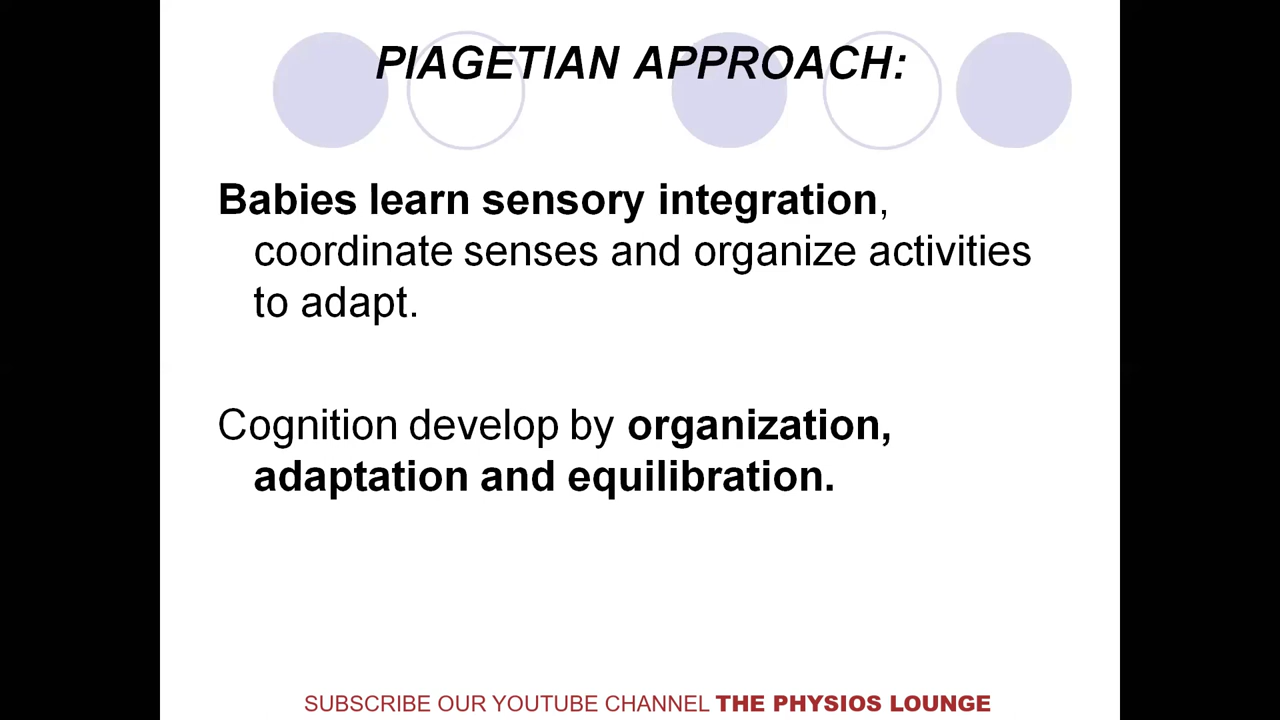 PIAGETIAN APPROACH:
Babies learn sensory integration,
coordinate senses and organize activities
to adapt.
Cognition develop by organization,
adaptation and equilibration.
SUBSCRIBE OUR YOUTUBE CHANNEL THE PHYSIOS LOUNGE